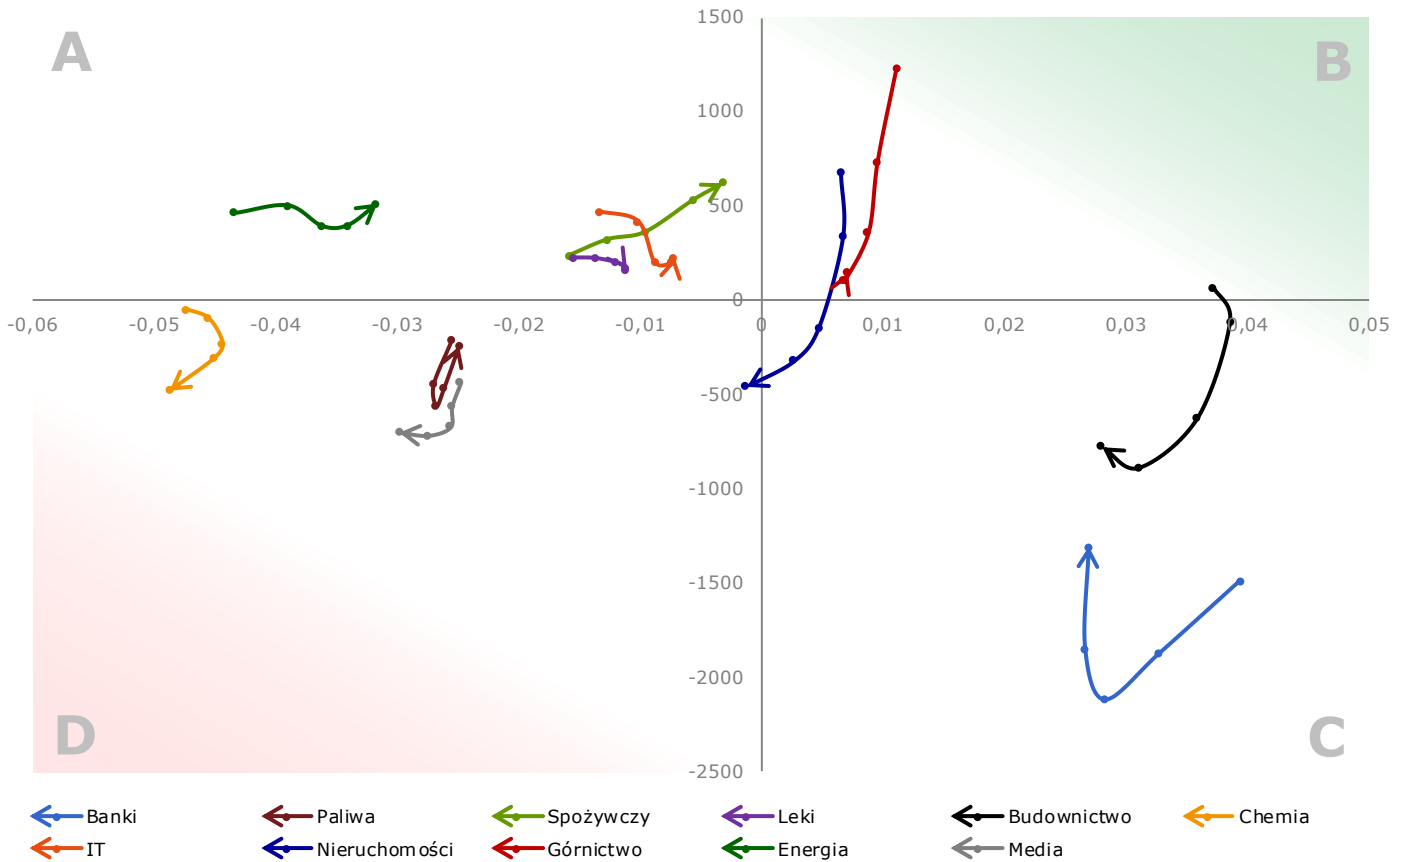 A
B
1500
1000
500
0
-0,06 -0,05 -0,04 -0,03 -0,02 -0,01 0 0,01 0,02 0,03 0,04 0,05
-500
-1000
-1500
-2000
-2500
D
C
Banki Paliwa Spożywczy Leki Budownictwo Chemia
IT Nieruchomości Górnictwo Energia Media